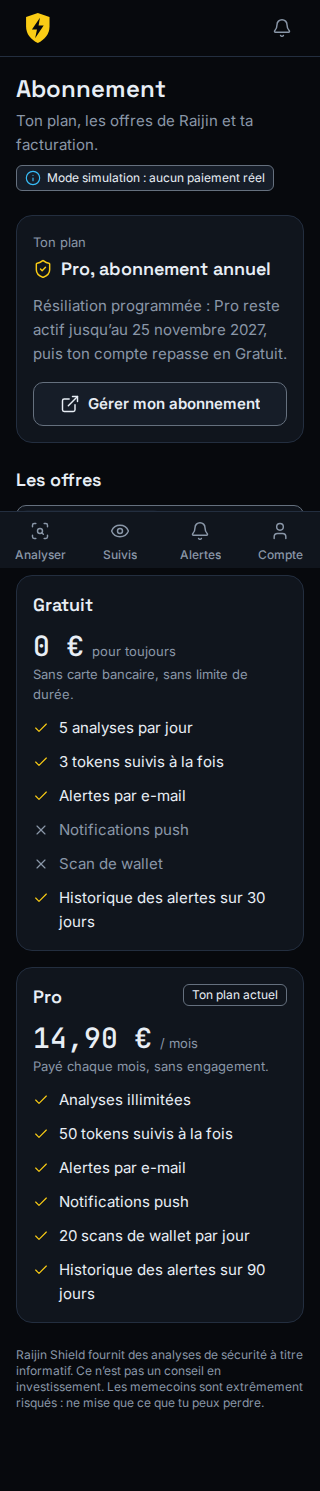 Abonnement
Ton plan, les offres de Raijin et ta
facturation.
Mode simulation : aucun paiement réel
Ton plan
Pro, abonnement annuel
Résiliation programmée : Pro reste
actif jusqu’au 25 novembre 2027,
puis ton compte repasse en Gratuit.
Gérer mon abonnement
Les offres
Analyser
Suivis
Alertes
Compte
Gratuit
0 € pour toujours
Sans carte bancaire, sans limite de
durée.
5 analyses par jour
3 tokens suivis à la fois
Alertes par e-mail
Notifications push
Scan de wallet
Historique des alertes sur 30
jours
Pro
Ton plan actuel
14,90 € / mois
Payé chaque mois, sans engagement.
Analyses illimitées
50 tokens suivis à la fois
Alertes par e-mail
Notifications push
20 scans de wallet par jour
Historique des alertes sur 90
jours
Raijin Shield fournit des analyses de sécurité à titre
informatif. Ce n’est pas un conseil en
investissement. Les memecoins sont extrêmement
risqués : ne mise que ce que tu peux perdre.